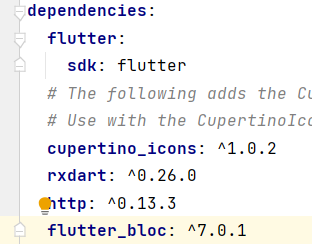 dependencies:
flutter:
sdk: flutter
# The following adds the
# Use with the
cupertino_icons: ^1.0.2
rxdart: ^0.26.0
http: ^0.13.3
flutter_bloc: ^7.0.1